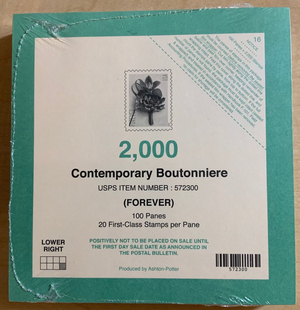 16
2,000
Contemporary Boutonniere
USPS ITEM NUMBER : 572300
(FOREVER)
100 Panes
20 First-Class Stamps per Pane
LOWER
RIGHT
POSITIVELY NOT TO BE PLACED ON SALE UNTIL
THE FIRST DAY SALE DATE AS ANNOUNCED IN
THE POSTAL BULLETIN.
Produced by Ashton-Potter
572300